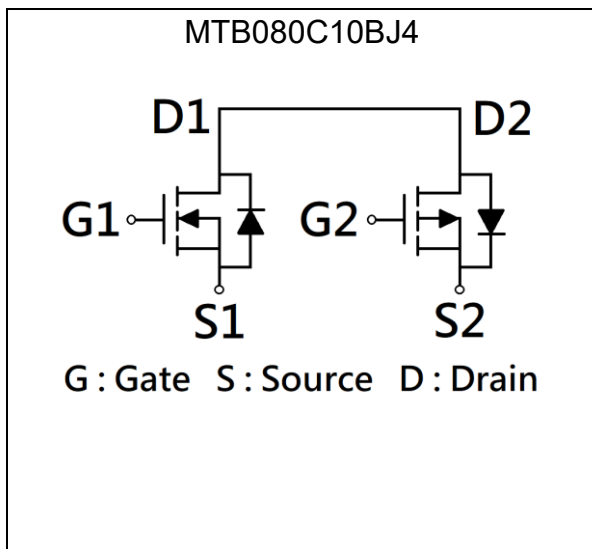 MTB080C10BJ4
D1 D2
G1 G2
S1 S2
G : Gate S : Source D : Drain